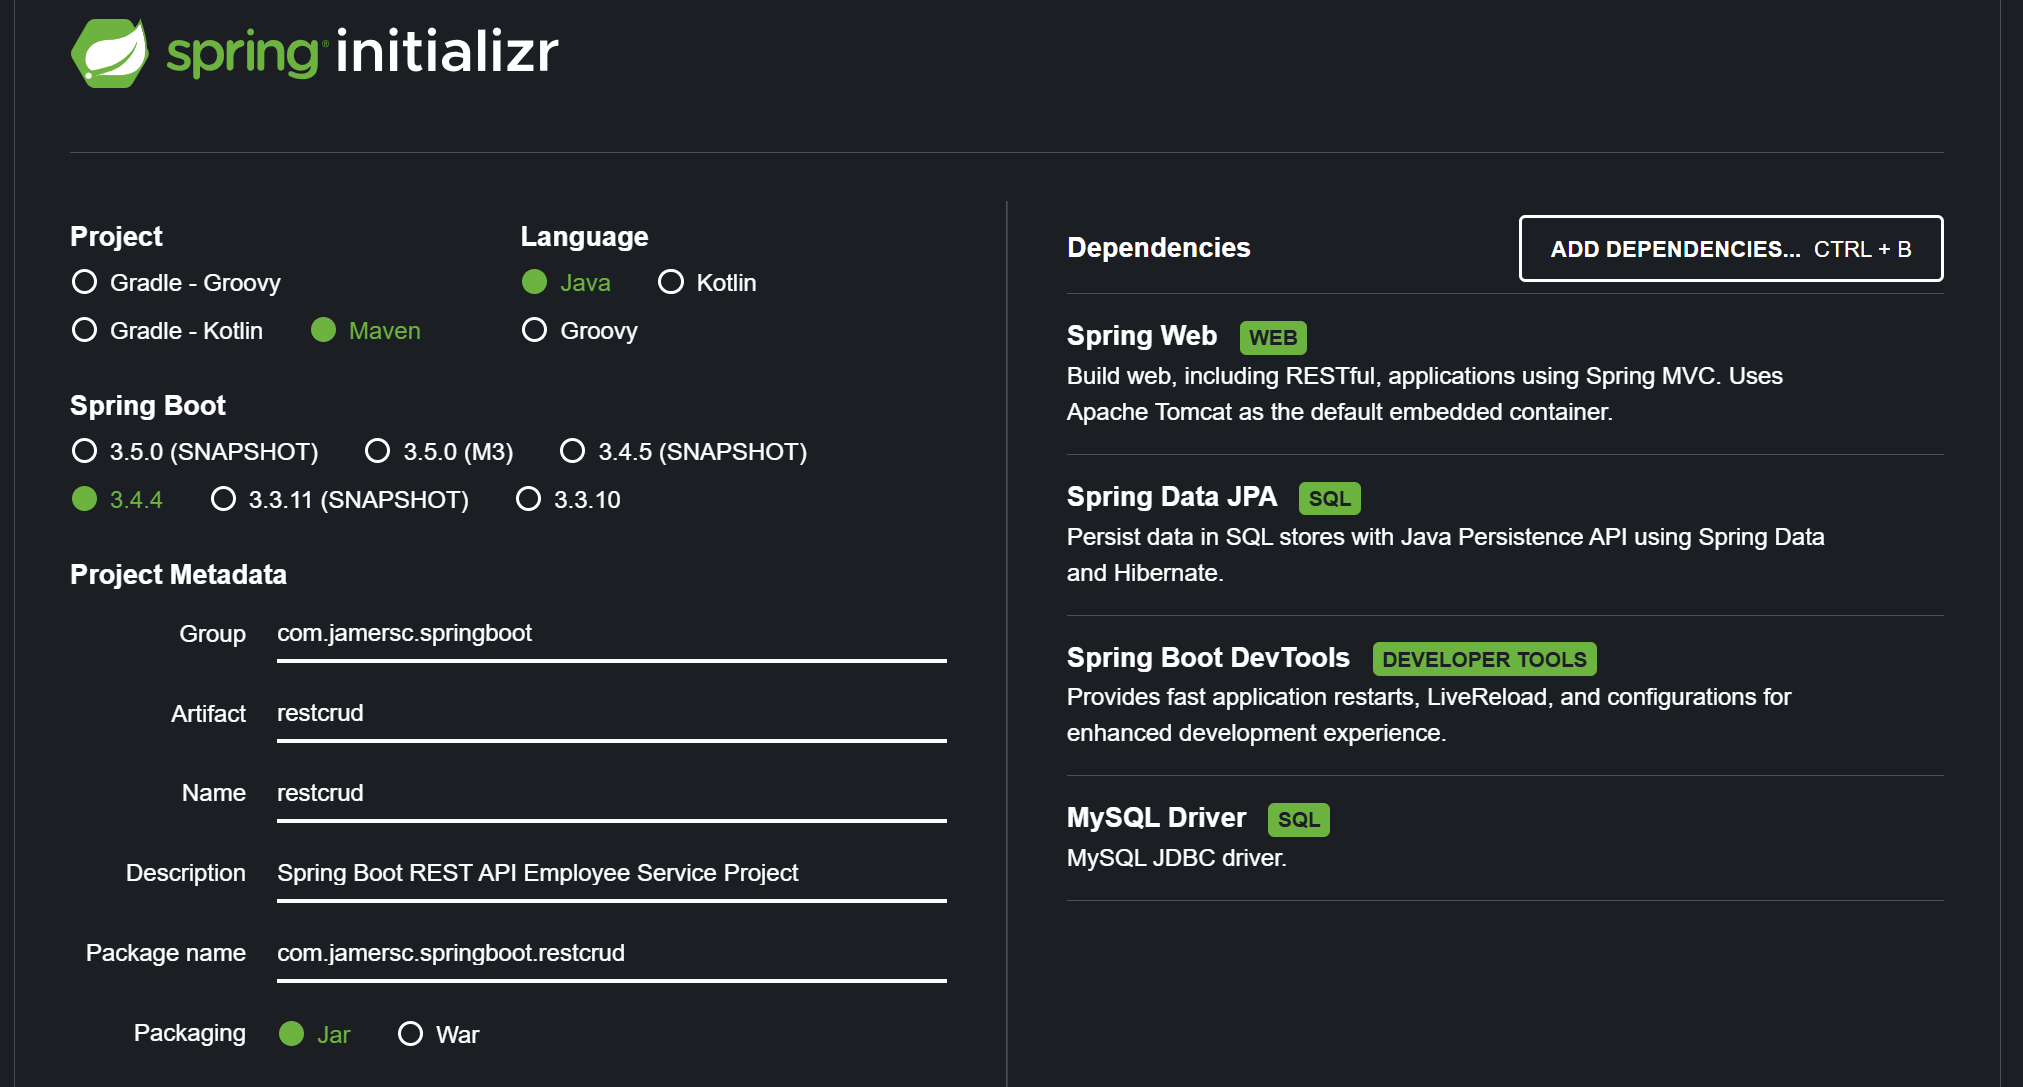 spring® initializr
Project
Gradle - Groovy
Gradle - Kotlin Maven
Language
Java Kotlin
Groovy
Spring Boot
3.5.0 (SNAPSHOT) 3.5.0 (M3) 3.4.5 (SNAPSHOT)
3.4.4 3.3.11 (SNAPSHOT) 3.3.10
Project Metadata
Group com.jamersc.springboot
Artifact restcrud
Name restcrud
Description Spring Boot REST API Employee Service Project
Package name com.jamersc.springboot.restcrud
Packaging Jar War
Dependencies ADD DEPENDENCIES... CTRL + B
Spring Web WEB
Build web, including RESTful, applications using Spring MVC. Uses
Apache Tomcat as the default embedded container.
Spring Data JPA SQL
Persist data in SQL stores with Java Persistence API using Spring Data
and Hibernate.
Spring Boot DevTools DEVELOPER TOOLS
Provides fast application restarts, LiveReload, and configurations for
enhanced development experience.
MySQL Driver SQL
MySQL JDBC driver.